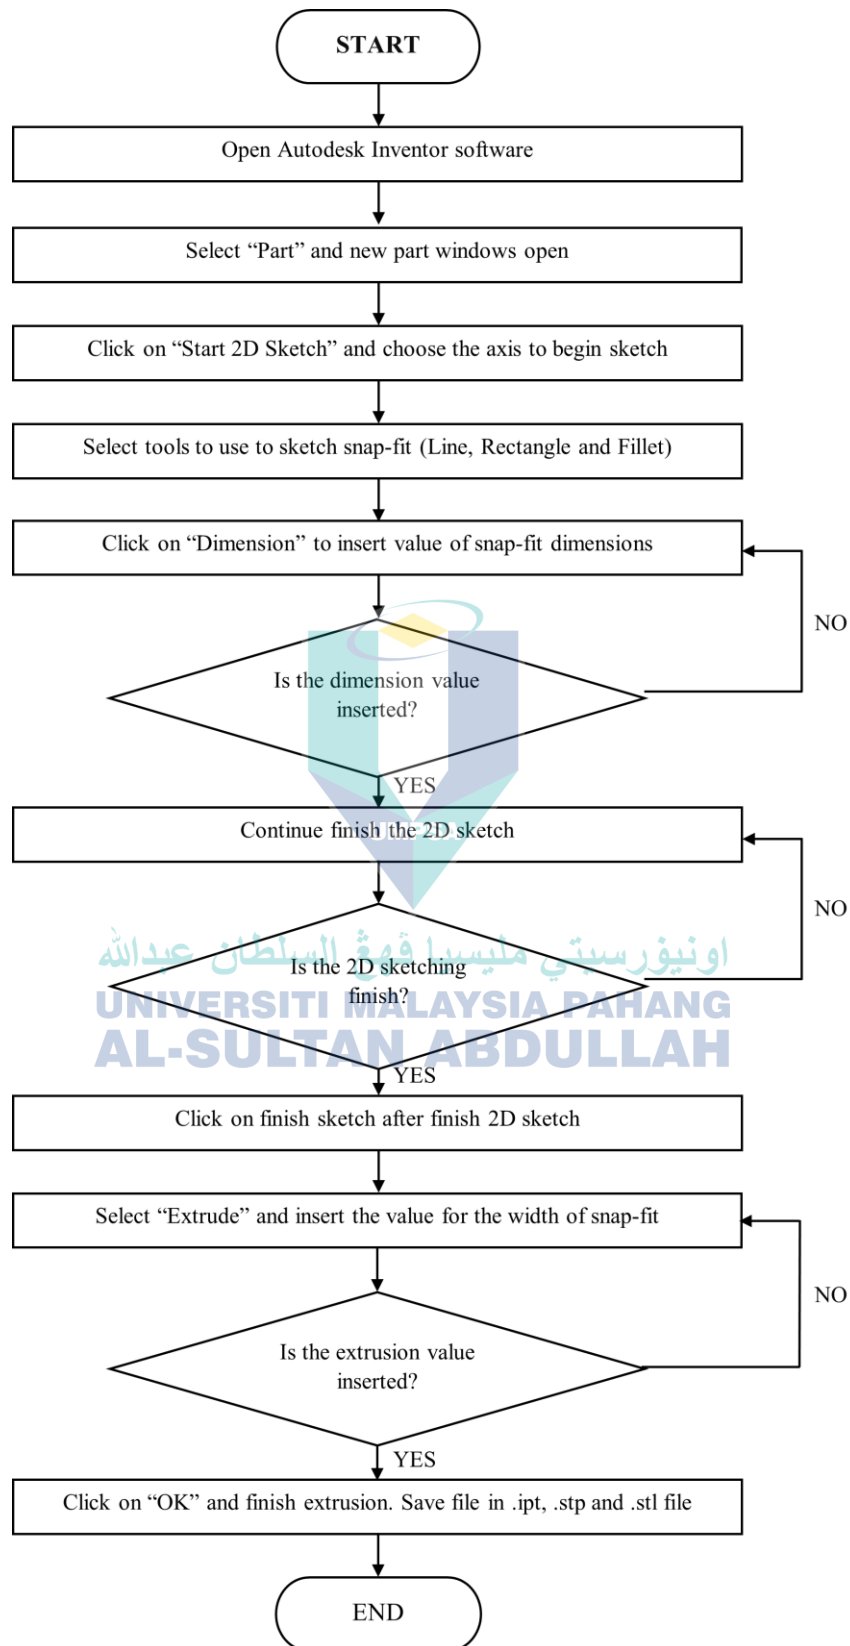 START
Open Autodesk Inventor software
Select “Part” and new part windows open
Click on “Start 2D Sketch” and choose the axis to begin sketch
Select tools to use to sketch snap-fit (Line, Rectangle and Fillet)
Click on “Dimension” to insert value of snap-fit dimensions
NO
Is the dimension value
inserted?
YES
Continue finish the 2D sketch
UMPSA
NO
اونيۏرسيتي مليسيا ڤهڠ السلطان عبدالله
Is the 2D sketching
finish?
UNIVERSITI MALAYSIA PAHANG
AL-SULTAN ABDULLAH
YES
Click on finish sketch after finish 2D sketch
Select “Extrude” and insert the value for the width of snap-fit
NO
Is the extrusion value
inserted?
YES
Click on “OK” and finish extrusion. Save file in .ipt, .stp and .stl file
END